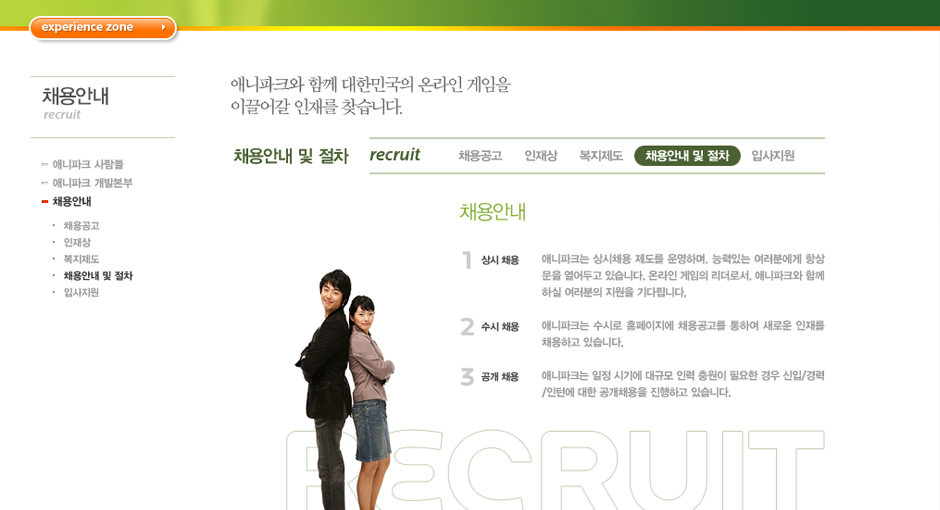 experience zone
채용안내
recruit
애니파크 사람들
애니파크 개발본부
채용안내
채용공고
인재상
복지제도
채용안내 및 절차
입사지원
애니파크와 함께 대한민국의 온라인 게임을
이끌어갈 인재를 찾습니다.
채용안내 및 절차 recruit 채용공고 인재상 복지제도 채용안내 및 절차 입사지원
채용안내
1 상시 채용 애니파크는 상시채용 제도를 운영하며, 능력있는 여러분에게 항상
문을 열어두고 있습니다. 온라인 게임의 리더로서, 애니파크와 함께
하실 여러분의 지원을 기다립니다.
2 수시 채용 애니파크는 수시로 홈페이지에 채용공고를 통하여 새로운 인재를
채용하고 있습니다.
3 공개 채용 애니파크는 일정 시기에 대규모 인력 충원이 필요한 경우 신입/경력
/인턴에 대한 공개채용을 진행하고 있습니다.
RECRUIT